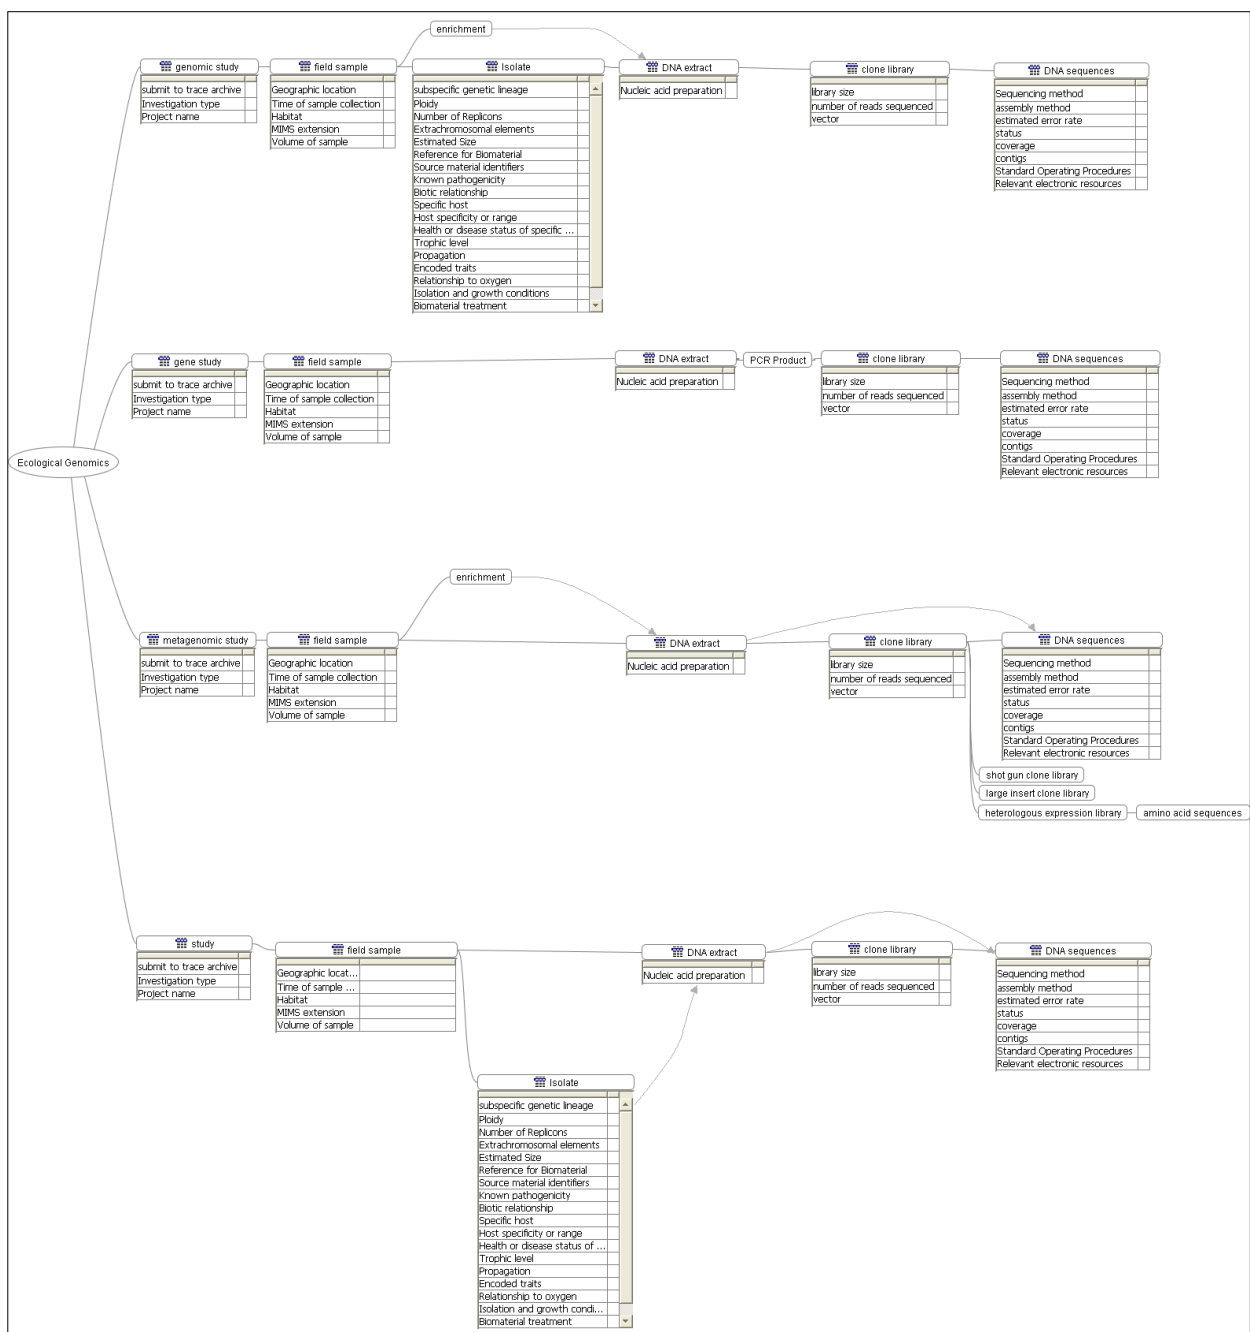 enrichment
genomic study
submit to trace archive
Investigation type
Project name
field sample
Geographic location
Time of sample collection
Habitat
MIMS extension
Volume of sample
Isolate
subspecific genetic lineage
Ploidy
Number of Replicons
Extrachromosomal elements
Estimated Size
Reference for Biomaterial
Source material identifiers
Known pathogenicity
Biotic relationship
Specific host
Host specificity or range
Health or disease status of specific ...
Trophic level
Propagation
Encoded traits
Relationship to oxygen
Isolation and growth conditions
Biomaterial treatment
DNA extract
Nucleic acid preparation
clone library
library size
number of reads sequenced
vector
DNA sequences
Sequencing method
assembly method
estimated error rate
status
coverage
contigs
Standard Operating Procedures
Relevant electronic resources
gene study
submit to trace archive
Investigation type
Project name
field sample
Geographic location
Time of sample collection
Habitat
MIMS extension
Volume of sample
DNA extract
Nucleic acid preparation
PCR Product
clone library
library size
number of reads sequenced
vector
DNA sequences
Sequencing method
assembly method
estimated error rate
status
coverage
contigs
Standard Operating Procedures
Relevant electronic resources
Ecological Genomics
enrichment
metagenomic study
submit to trace archive
Investigation type
Project name
field sample
Geographic location
Time of sample collection
Habitat
MIMS extension
Volume of sample
DNA extract
Nucleic acid preparation
clone library
library size
number of reads sequenced
vector
DNA sequences
Sequencing method
assembly method
estimated error rate
status
coverage
contigs
Standard Operating Procedures
Relevant electronic resources
shot gun clone library
large insert clone library
heterologous expression library
amino acid sequences
study
submit to trace archive
Investigation type
Project name
field sample
Geographic locat...
Time of sample ...
Habitat
MIMS extension
Volume of sample
DNA extract
Nucleic acid preparation
clone library
library size
number of reads sequenced
vector
DNA sequences
Sequencing method
assembly method
estimated error rate
status
coverage
contigs
Standard Operating Procedures
Relevant electronic resources
Isolate
subspecific genetic lineage
Ploidy
Number of Replicons
Extrachromosomal elements
Estimated Size
Reference for Biomaterial
Source material identifiers
Known pathogenicity
Biotic relationship
Specific host
Host specificity or range
Health or disease status of ...
Trophic level
Propagation
Encoded traits
Relationship to oxygen
Isolation and growth condi...
Biomaterial treatment